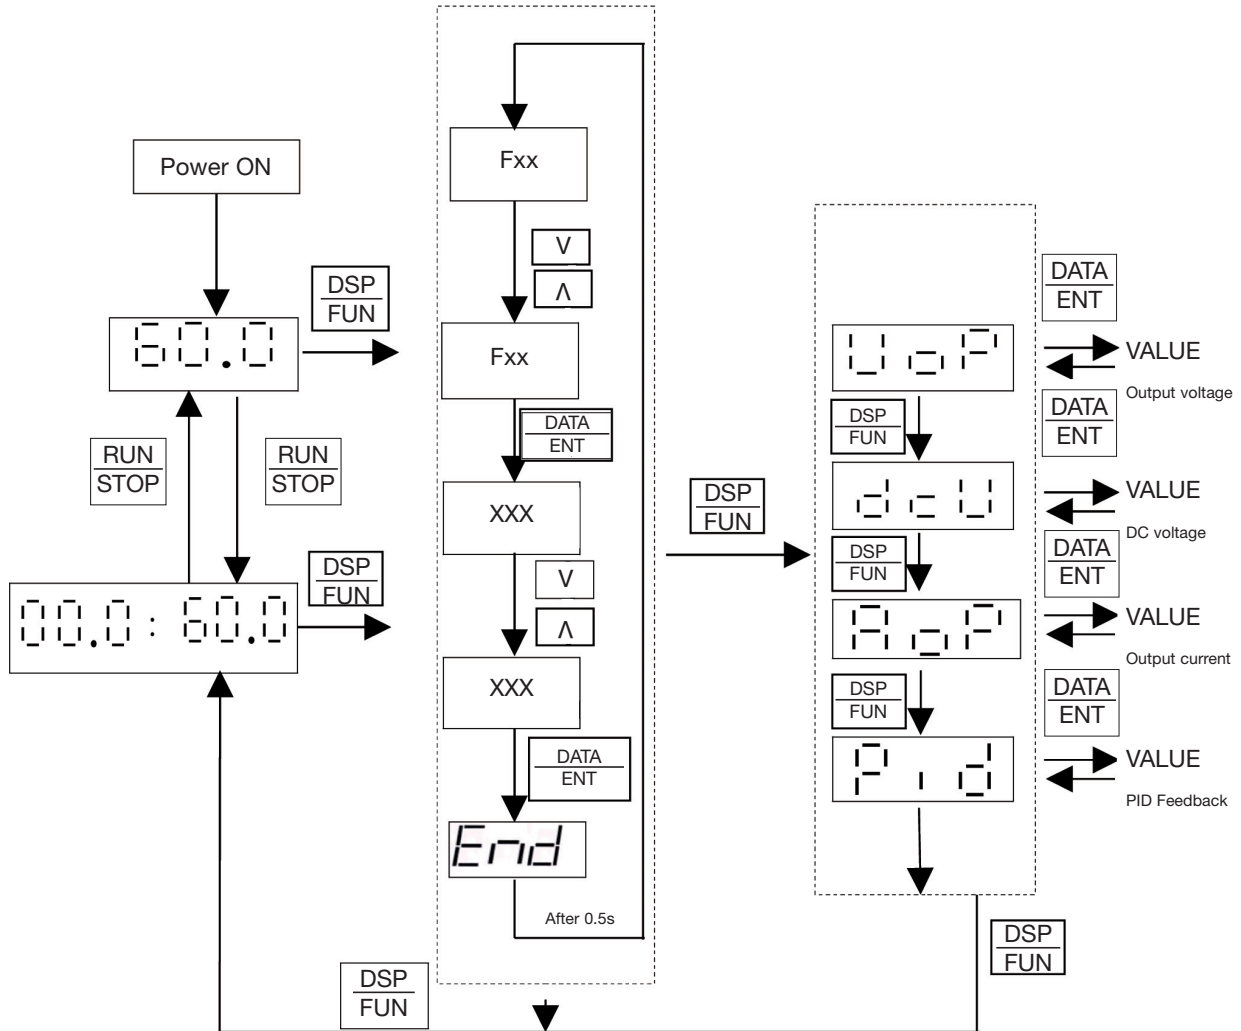 Power ON
60.0
DSP
FUN
RUN
STOP
RUN
STOP
00.0 : 60.0
DSP
FUN
Fxx
V
Λ
Fxx
DATA
ENT
XXX
V
Λ
XXX
DATA
ENT
End
After 0.5s
DSP
FUN
DSP
FUN
UoP
DSP
FUN
dcU
DSP
FUN
AoP
DSP
FUN
Pid
DATA
ENT
VALUE
Output voltage
DATA
ENT
VALUE
DC voltage
DATA
ENT
VALUE
Output current
DATA
ENT
VALUE
PID Feedback
DSP
FUN